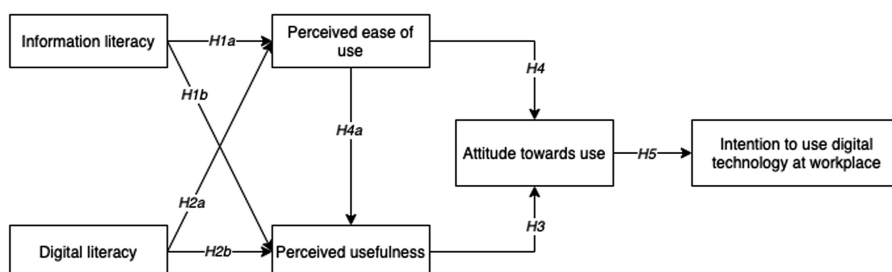 Information literacy
H1a
Perceived ease of
use
H4
H1b
H4a
Attitude towards use
H5
Intention to use digital
technology at workplace
H2a
Digital literacy
H2b
Perceived usefulness
H3